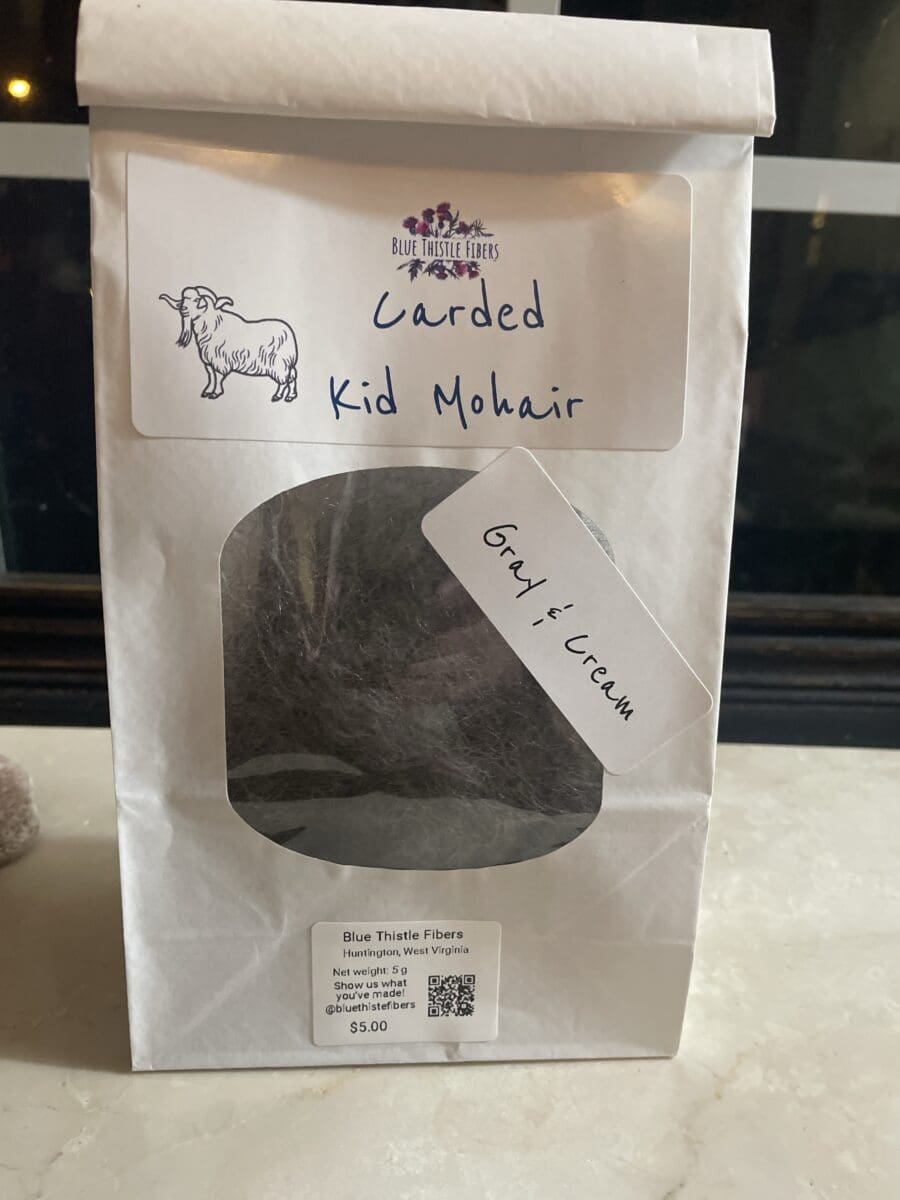 BLUE THISTLE FIBERS
Carded
Kid Mohair
Gray & Cream
Blue Thistle Fibers
Huntington, West Virginia
Net weight: 5 g
Show us what
you've made!
@bluethistlefibers
$5.00